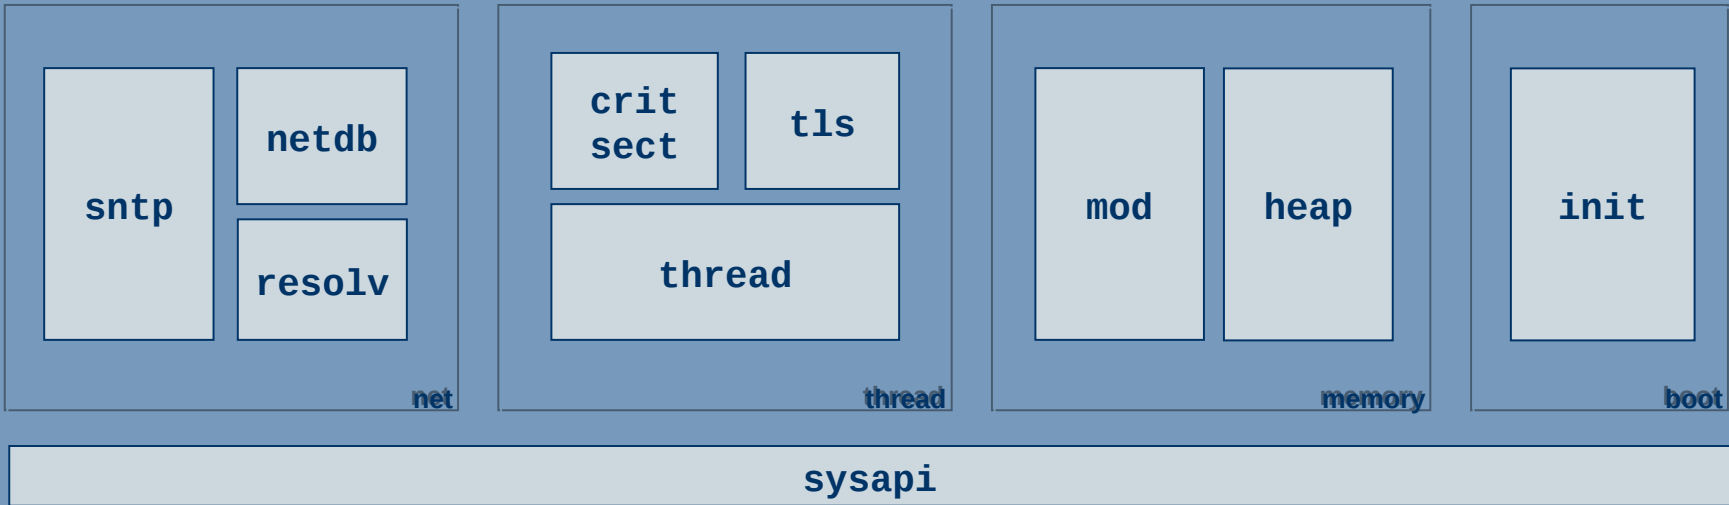 sntp
netdb
resolv
net
crit
sect
tls
thread
thread
mod
heap
memory
init
boot
sysapi